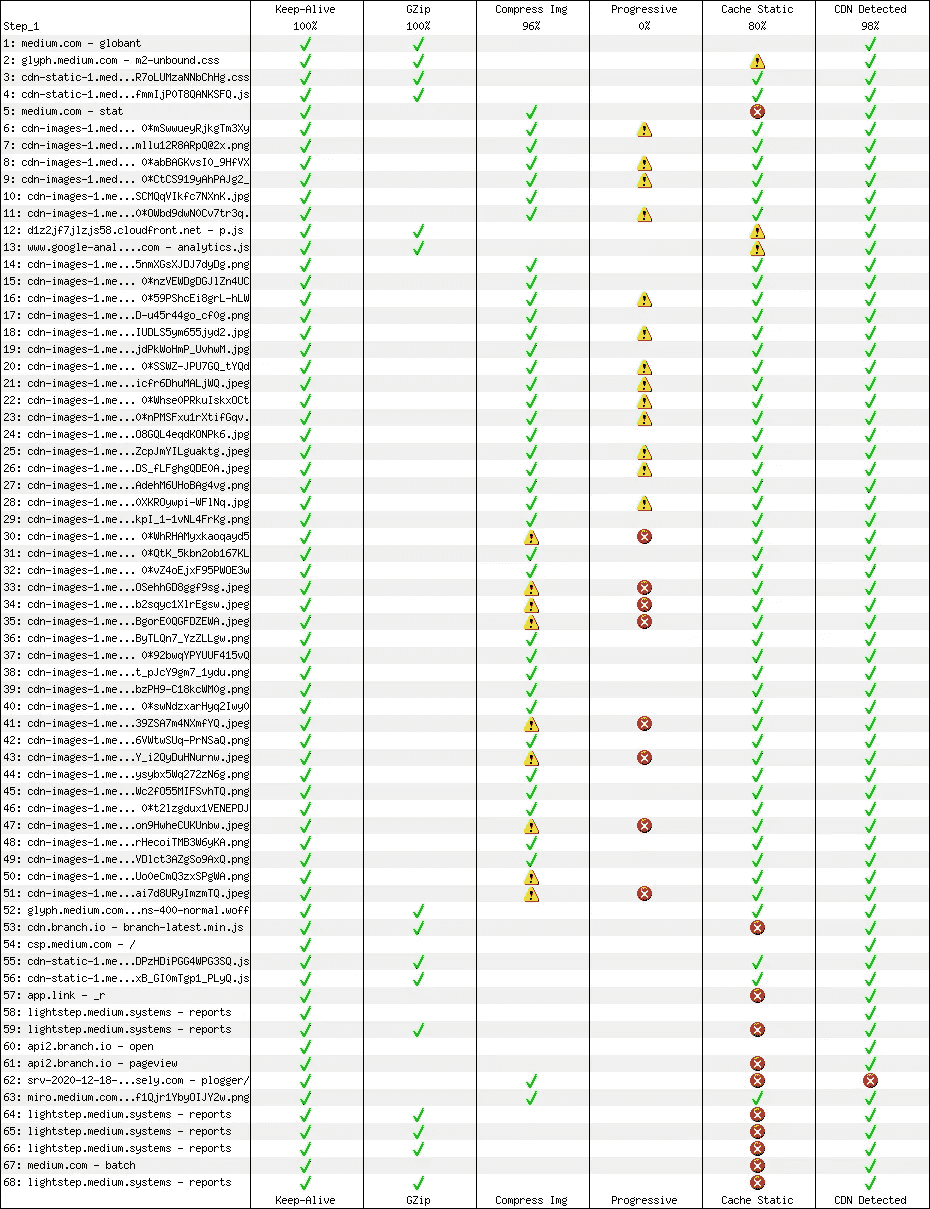 Keep-Alive GZip Compress Img Progressive Cache Static CDN Detected
Step_1 100% 100% 96% 0% 80% 98%
1: medium.com - globant
2: glyph.medium.com - m2-unbound.css
3: cdn-static-1.med...R7oLUMzaNNbChHg.css
4: cdn-static-1.med...fmmIjP0T8QANKSFQ.js
5: medium.com - stat
6: cdn-images-1.med... 0*mSwwueyRjkgTm3Xy
7: cdn-images-1.med...mllu12R8ARpQ@2x.png
8: cdn-images-1.med... 0*abBAGKvsI0_9HfVX
9: cdn-images-1.med... 0*CtCS919yAhPAJg2_
10: cdn-images-1.me...SCMQqVIkfc7NXnK.jpg
11: cdn-images-1.me...0*OWbd9dwN0Cv7tr3q.
12: d1z2jf7jlzjs58.cloudfront.net - p.js
13: www.google-anal....com - analytics.js
14: cdn-images-1.me...5nmXGsXJDJ7dyDg.png
15: cdn-images-1.me... 0*nzVEWDgDGJlZn4UC
16: cdn-images-1.me... 0*59PShcEi8grL-hLW
17: cdn-images-1.me...D-u45r44go_cf0g.png
18: cdn-images-1.me...IUDLS5ym655jyd2.jpg
19: cdn-images-1.me...jdPkWoHmP_UvhwM.jpg
20: cdn-images-1.me... 0*SSWZ-JPU7GQ_tYQd
21: cdn-images-1.me...icfr6DhuMALjWQ.jpeg
22: cdn-images-1.me... 0*Whse0PRkuIskxOCt
23: cdn-images-1.me...0*nPMSFxu1rXtifGqv.
24: cdn-images-1.me...O8GQL4eqdKONPk6.jpg
25: cdn-images-1.me...ZcpJmYILguaktg.jpeg
26: cdn-images-1.me...DS_fLFghgQDE0A.jpeg
27: cdn-images-1.me...AdehM6UHoBAg4vg.png
28: cdn-images-1.me...0XKROywpi-WFlNq.jpg
29: cdn-images-1.me...kpI_1-1vNL4FrKg.png
30: cdn-images-1.me... 0*WhRHAMyxkaoqayd5
31: cdn-images-1.me... 0*QtK_5kbn2ob167KL
32: cdn-images-1.me... 0*vZ4oEjxF95PWOE3w
33: cdn-images-1.me...OSehhGD8ggf9sg.jpeg
34: cdn-images-1.me...b2sqyc1XlrEgsw.jpeg
35: cdn-images-1.me...BgorE0QGFDZEWA.jpeg
36: cdn-images-1.me...ByTLQn7_YzZLLgw.png
37: cdn-images-1.me... 0*92bwqYPYUUF415vQ
38: cdn-images-1.me...t_pJcY9gm7_1ydu.png
39: cdn-images-1.me...bzPH9-C18kcWM0g.png
40: cdn-images-1.me... 0*swNdzxarHyq2Iwy0
41: cdn-images-1.me...39ZSA7m4NXmfYQ.jpeg
42: cdn-images-1.me...6VWtwSUq-PrNSaQ.png
43: cdn-images-1.me...Y_i2QyDuHNurnw.jpeg
44: cdn-images-1.me...ysybx5Wq272zN6g.png
45: cdn-images-1.me...Wc2fO55MIFSvhTQ.png
46: cdn-images-1.me... 0*t2lzgdux1VENEPDJ
47: cdn-images-1.me...on9HwheCUKUnbw.jpeg
48: cdn-images-1.me...rHecoiTMB3W6yKA.png
49: cdn-images-1.me...VDlct3AZgSo9AxQ.png
50: cdn-images-1.me...Uo0eCmQ3zxSPgWA.png
51: cdn-images-1.me...ai7d8URyImzmTQ.jpeg
52: glyph.medium.com...ns-400-normal.woff
53: cdn.branch.io - branch-latest.min.js
54: csp.medium.com - /
55: cdn-static-1.me...DPzHDiPGG4WPG3SQ.js
56: cdn-static-1.me...xB_GI0mTgp1_PLyQ.js
57: app.link - _r
58: lightstep.medium.systems - reports
59: lightstep.medium.systems - reports
60: api2.branch.io - open
61: api2.branch.io - pageview
62: srv-2020-12-18-...sely.com - plogger/
63: miro.medium.com...f1Qjr1YbyOIJY2w.png
64: lightstep.medium.systems - reports
65: lightstep.medium.systems - reports
66: lightstep.medium.systems - reports
67: medium.com - batch
68: lightstep.medium.systems - reports
Keep-Alive GZip Compress Img Progressive Cache Static CDN Detected